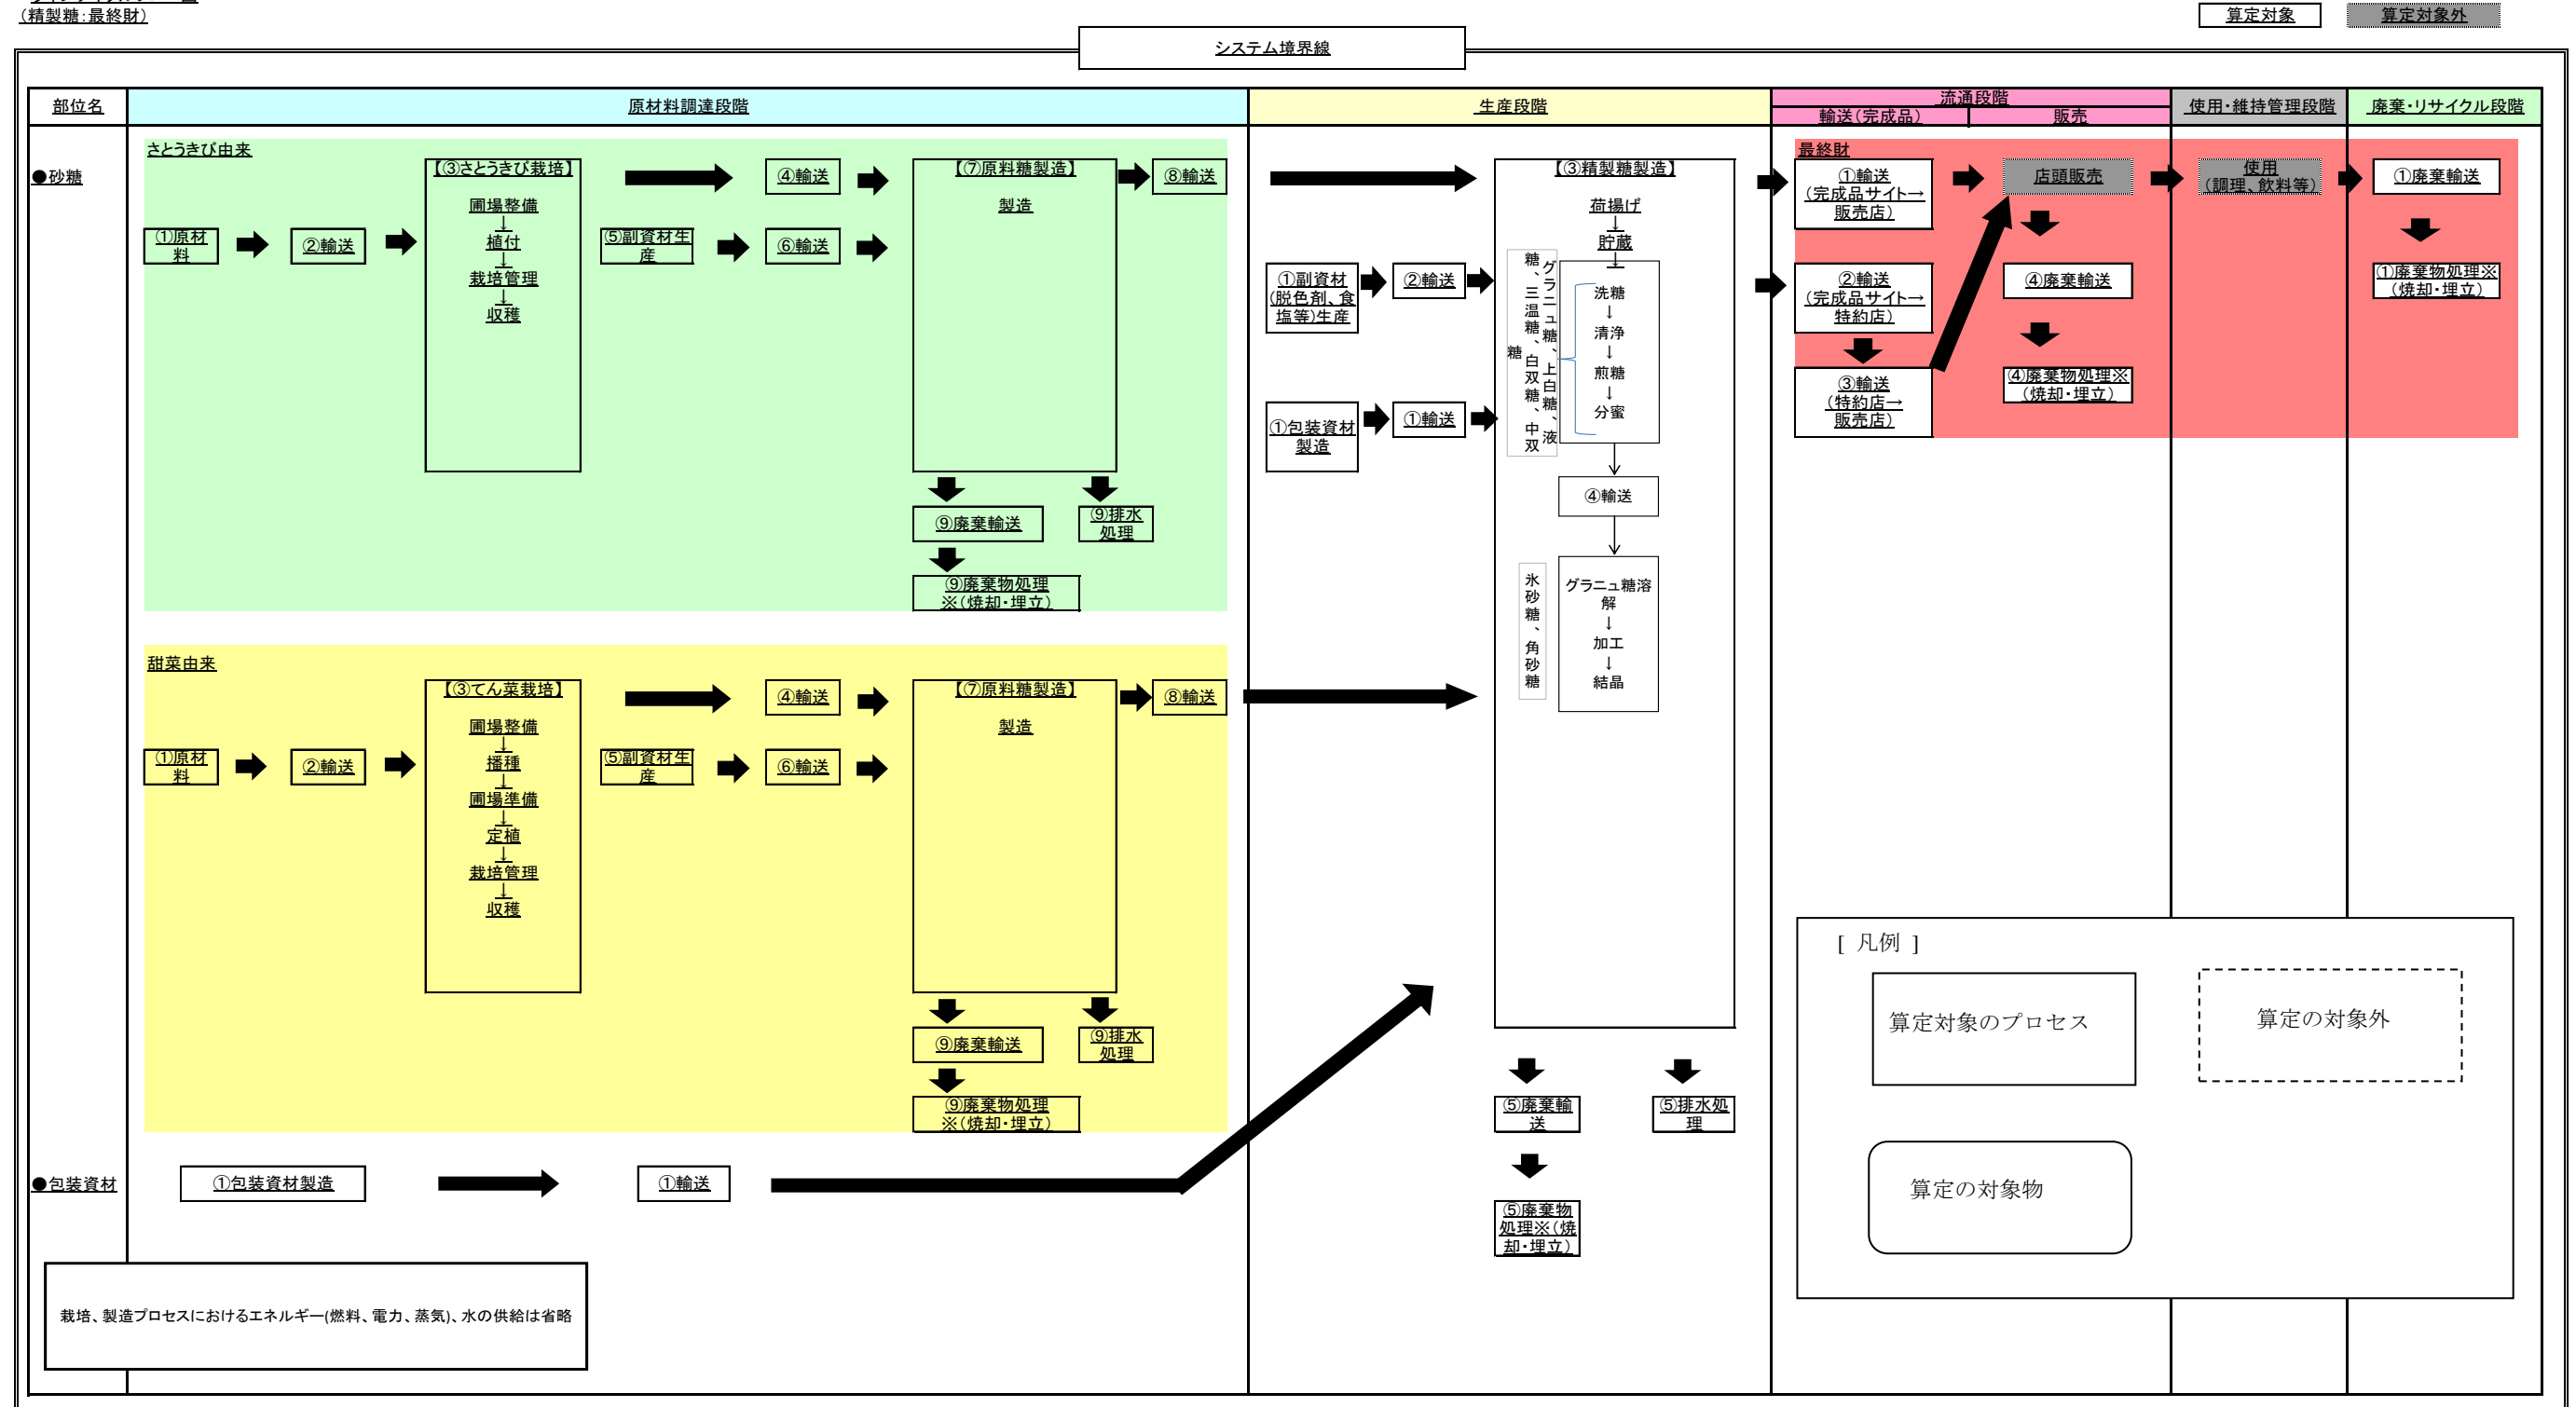 (精製糖:最終財)
算定対象
算定対象外
システム境界線
部位名
原材料調達段階
生産段階
流通段階
輸送(完成品)
販売
使用・維持管理段階
廃棄・リサイクル段階
●砂糖
さとうきび由来
①原材
料
②輸送
【③さとうきび栽培】
圃場整備
↓
植付
↓
栽培管理
↓
収穫
④輸送
⑤副資材生
産
⑥輸送
【⑦原料糖製造】
製造
⑧輸送
⑨廃棄輸送
⑨排水
処理
⑨廃棄物処理
※(焼却・埋立)
甜菜由来
①原材
料
②輸送
【③てん菜栽培】
圃場整備
↓
播種
↓
圃場準備
↓
定植
↓
栽培管理
↓
収穫
④輸送
⑤副資材生
産
⑥輸送
【⑦原料糖製造】
製造
⑧輸送
⑨廃棄輸送
⑨排水
処理
⑨廃棄物処理
※(焼却・埋立)
①副資材
(脱色剤、食
塩等)生産
②輸送
①包装資材
製造
①輸送
【③精製糖製造】
荷揚げ
↓
貯蔵
↓
グラニュ糖、上白糖、液
糖、三温糖、白双糖、中双
糖
洗糖
↓
清浄
↓
煎糖
↓
分蜜
④輸送
氷砂糖、角砂糖
グラニュ糖溶
解
↓
加工
↓
結晶
⑤廃棄輸
送
⑤排水処
理
⑤廃棄物
処理※(焼
却・埋立)
最終財
①輸送
(完成品サイト→
販売店)
②輸送
(完成品サイト→
特約店)
③輸送
(特約店→
販売店)
店頭販売
④廃棄輸送
④廃棄物処理※
(焼却・埋立)
使用
(調理、飲料等)
①廃棄輸送
①廃棄物処理※
(焼却・埋立)
●包装資材
①包装資材製造
①輸送
栽培、製造プロセスにおけるエネルギー(燃料、電力、蒸気)、水の供給は省略
[ 凡例 ]
算定対象のプロセス
算定の対象外
算定の対象物